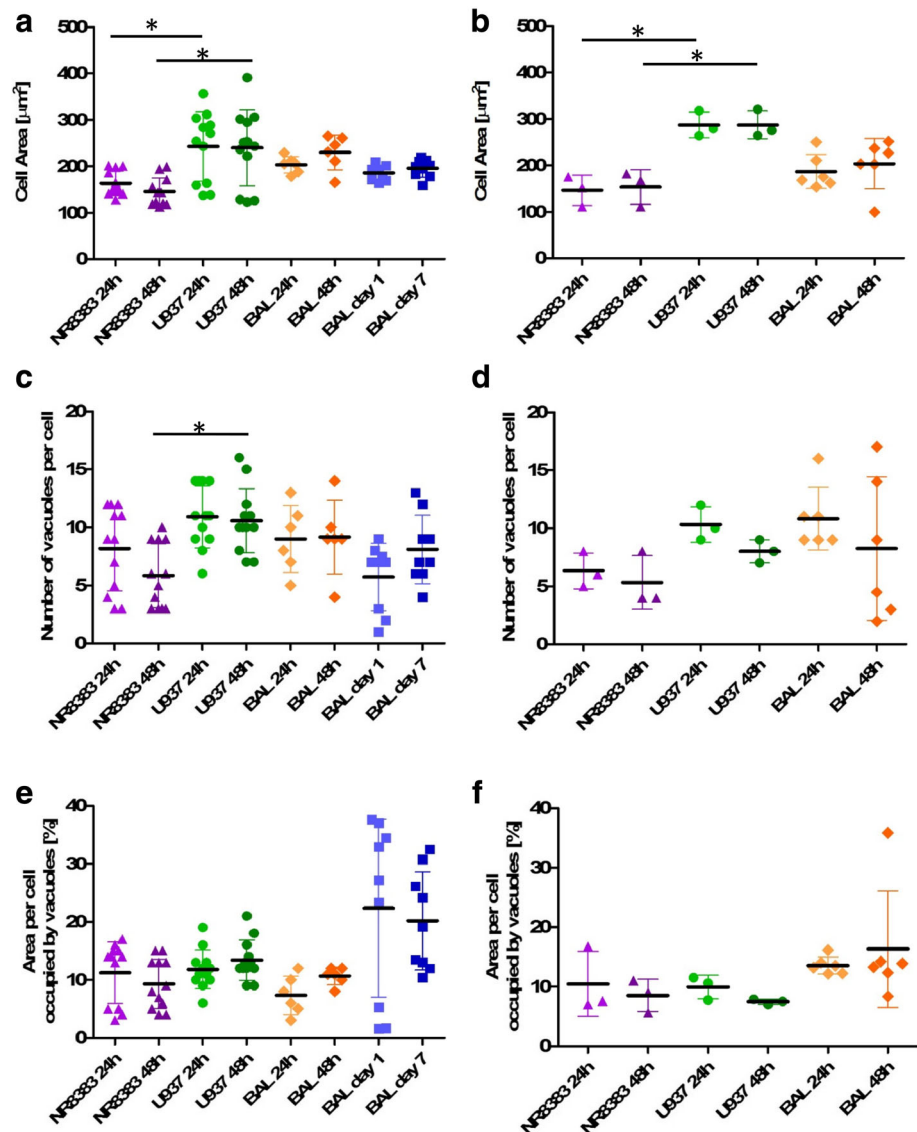 a
b
500
400
300
200
100
0
Cell Area [µm²]
*
*
NR8383 24h
NR8383 48h
U937 24h
U937 48h
BAL 24h
BAL 48h
BAL day 1
BAL day 7
500
400
300
200
100
0
Cell Area [µm²]
*
*
NR8383 24h
NR8383 48h
U937 24h
U937 48h
BAL 24h
BAL 48h
c
d
20
15
10
5
0
Number of vacuoles per cell
*
NR8383 24h
NR8383 48h
U937 24h
U937 48h
BAL 24h
BAL 48h
BAL day 1
BAL day 7
20
15
10
5
0
Number of vacuoles per cell
NR8383 24h
NR8383 48h
U937 24h
U937 48h
BAL 24h
BAL 48h
e
f
40
30
20
10
0
Area per cell
occupied by vacuoles [%]
NR8383 24h
NR8383 48h
U937 24h
U937 48h
BAL 24h
BAL 48h
BAL day 1
BAL day 7
40
30
20
10
0
Area per cell
occupied by vacuoles [%]
NR8383 24h
NR8383 48h
U937 24h
U937 48h
BAL 24h
BAL 48h